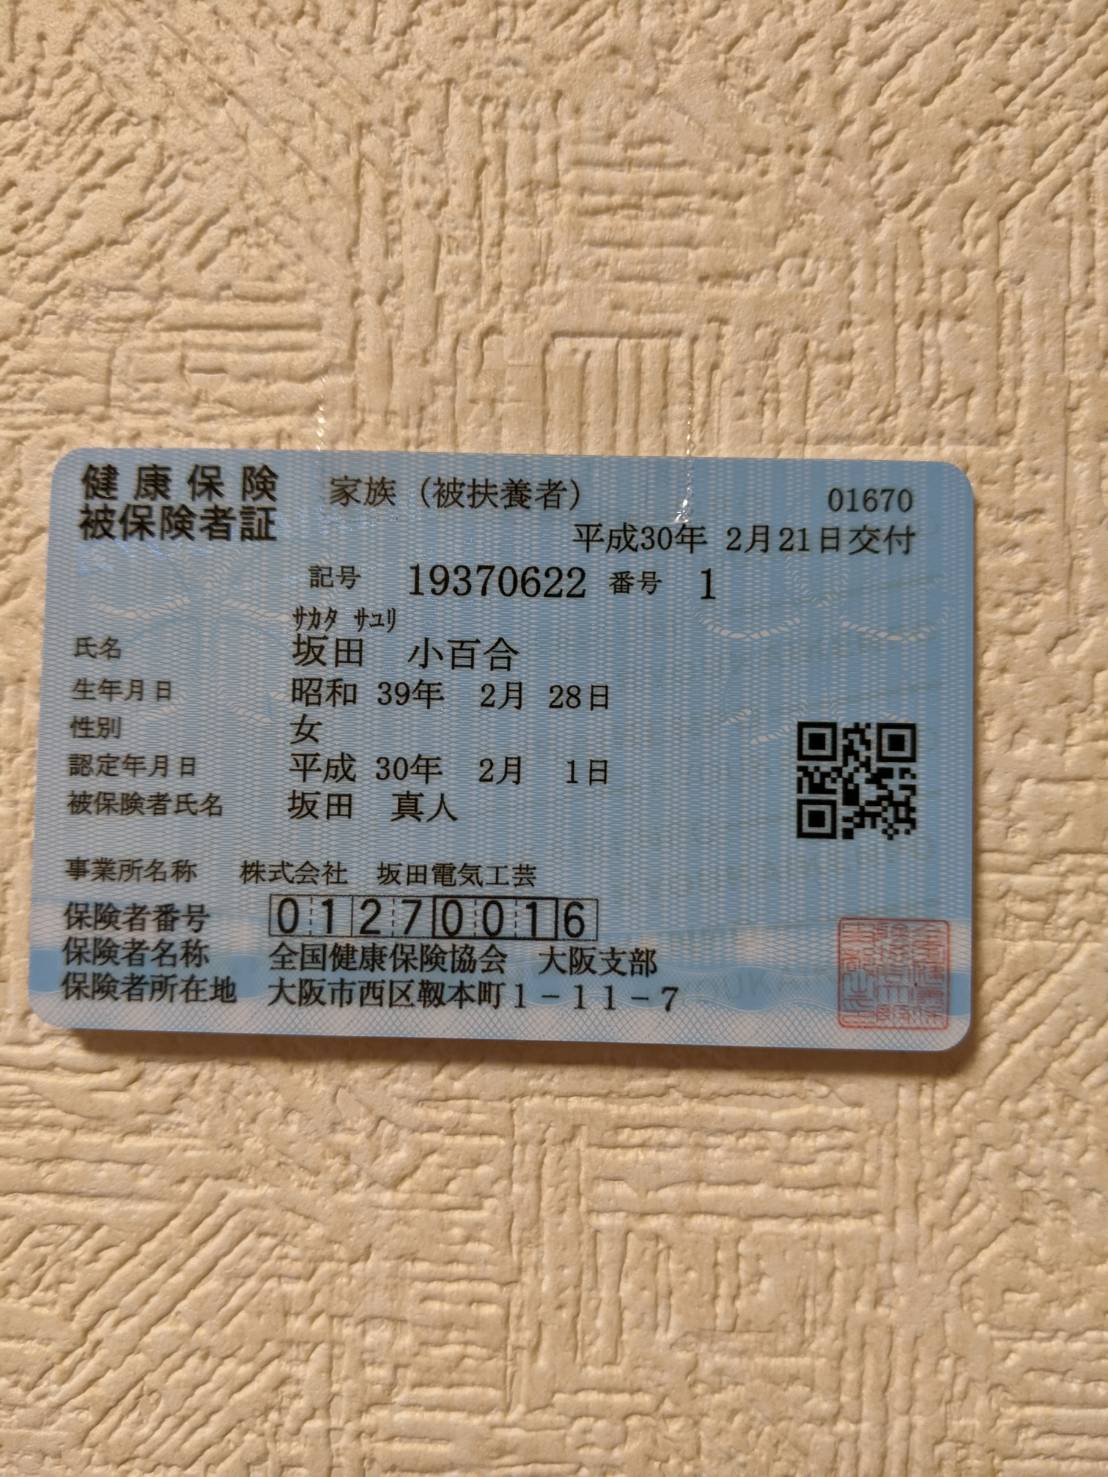 健康保険 家族（被扶養者） 01670
被保険者証 平成30年 2月21日交付
記号 19370622 番号 1
ｻｶﾀ ｻﾕﾘ
氏名 坂田 小百合
生年月日 昭和 39年 2月 28日
性別 女
認定年月日 平成 30年 2月 1日
被保険者氏名 坂田 真人
事業所名称 株式会社 坂田電気工芸
保険者番号 01270016
保険者名称 全国健康保険協会 大阪支部
保険者所在地 大阪市西区靱本町１－１１－７